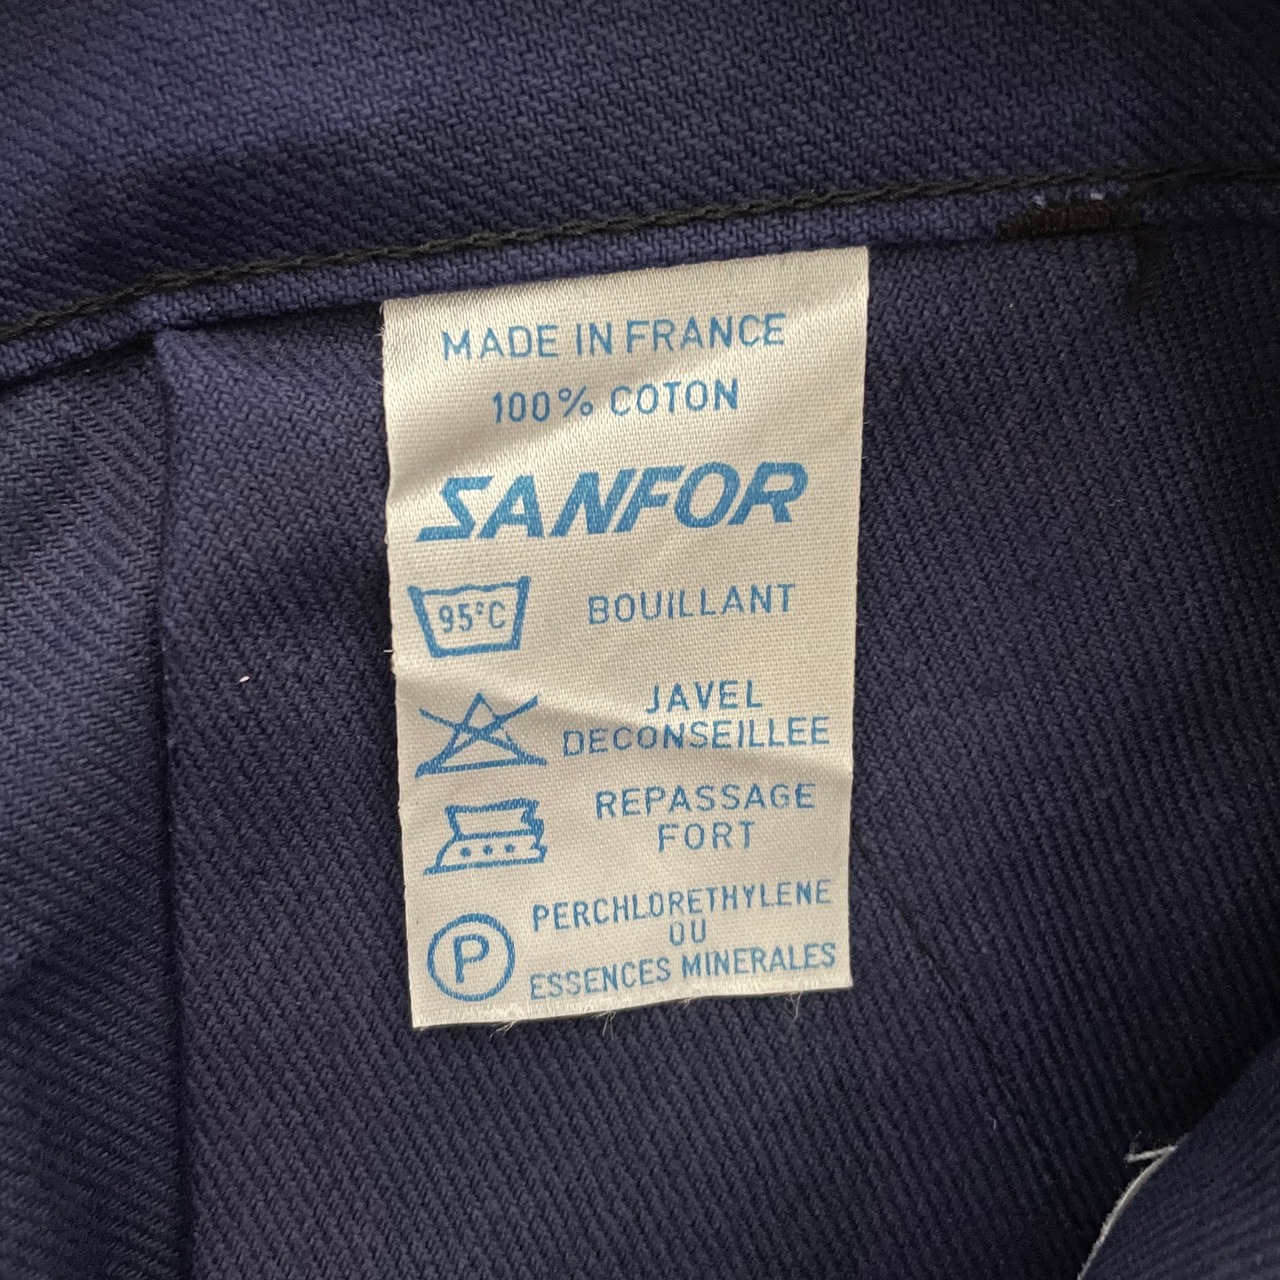 MADE IN FRANCE
100% COTON
SANFOR
95°C BOUILLANT
JAVEL
DECONSEILLEE
REPASSAGE
FORT
PERCHLORETHYLENE
OU
P
ESSENCES MINERALES